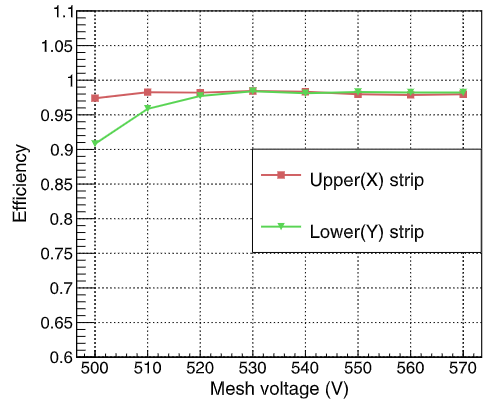 1.1
1.05
1
0.95
0.9
0.85
0.8
0.75
0.7
0.65
0.6
Efficiency
Upper(X) strip
Lower(Y) strip
500 510 520 530 540 550 560 570
Mesh voltage (V)